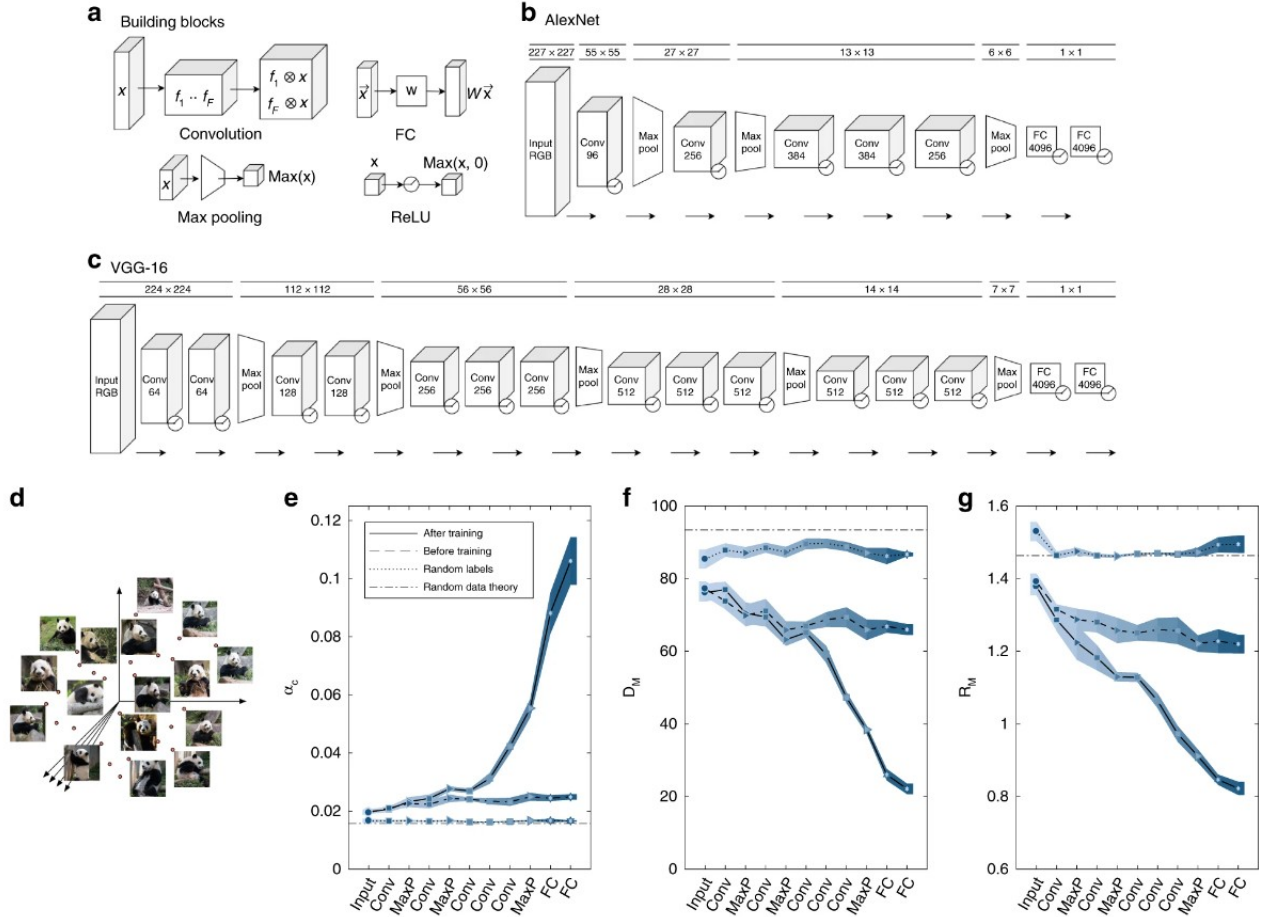 a
Building blocks
x
f1 ·· fF
f1 ⊗ x
fF ⊗ x
Convolution
x⃗
W
Wx⃗
FC
x
Max(x)
Max pooling
x
Max(x, 0)
ReLU
b
AlexNet
227 × 227
55 × 55
27 × 27
13 × 13
6 × 6
1 × 1
Input RGB
Conv 96
Max pool
Conv 256
Max pool
Conv 384
Conv 384
Conv 256
Max pool
FC 4096
FC 4096
c
VGG-16
224 × 224
112 × 112
56 × 56
28 × 28
14 × 14
7 × 7
1 × 1
Input RGB
Conv 64
Conv 64
Max pool
Conv 128
Conv 128
Max pool
Conv 256
Conv 256
Conv 256
Max pool
Conv 512
Conv 512
Conv 512
Max pool
Conv 512
Conv 512
Conv 512
Max pool
FC 4096
FC 4096
d
e
0.12
0.1
0.08
0.06
0.04
0.02
0
αc
After training
Before training
Random labels
Random data theory
Input
Conv
MaxP
Conv
MaxP
Conv
Conv
Conv
MaxP
FC
FC
f
100
80
60
40
20
0
DM
Input
Conv
MaxP
Conv
MaxP
Conv
Conv
Conv
MaxP
FC
FC
g
1.6
1.4
1.2
1
0.8
0.6
RM
Input
Conv
MaxP
Conv
MaxP
Conv
Conv
Conv
MaxP
FC
FC